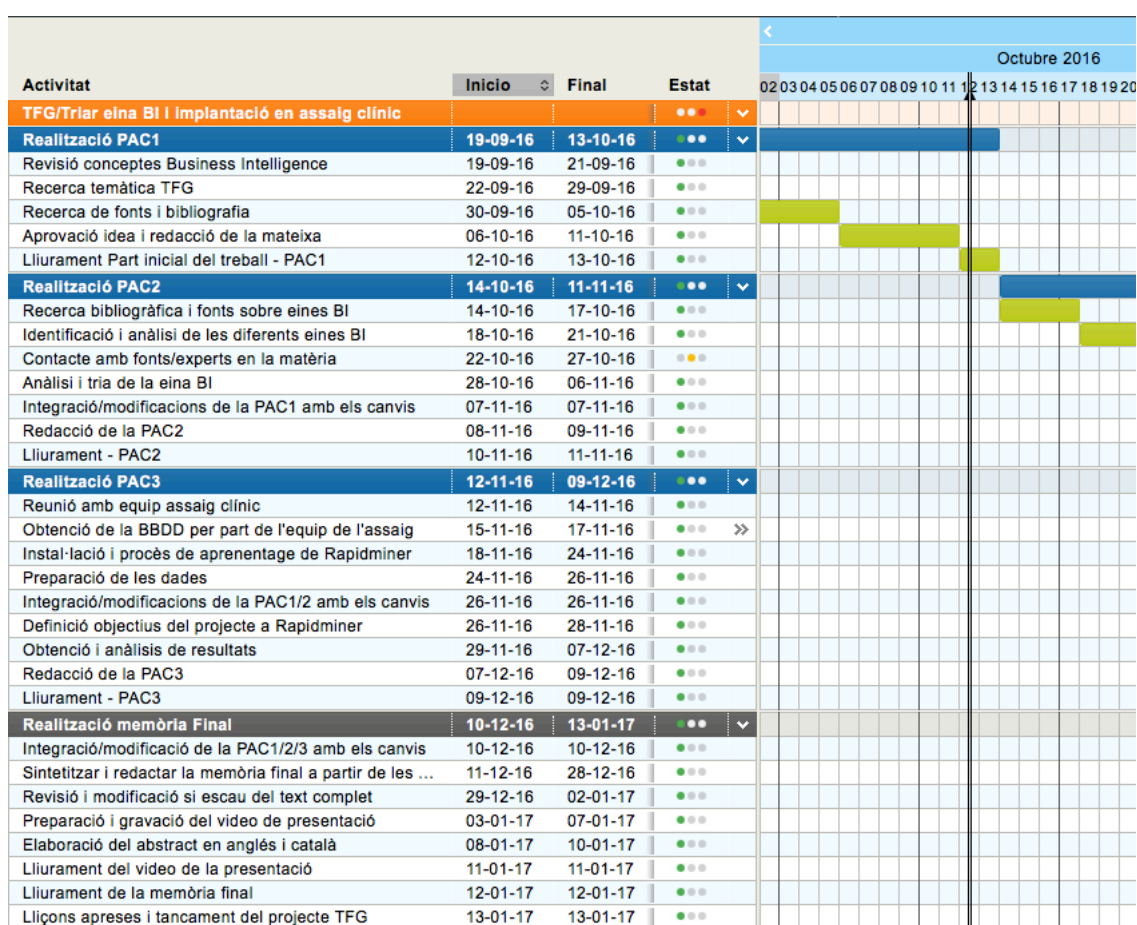 Octubre 2016
Activitat Inicio Final Estat 02 03 04 05 06 07 08 09 10 11 12 13 14 15 16 17 18 19 20
TFG/Triar eina BI i implantació en assaig clínic
Realització PAC1 19-09-16 13-10-16
Revisió conceptes Business Intelligence 19-09-16 21-09-16
Recerca temàtica TFG 22-09-16 29-09-16
Recerca de fonts i bibliografia 30-09-16 05-10-16
Aprovació idea i redacció de la mateixa 06-10-16 11-10-16
Lliurament Part inicial del treball - PAC1 12-10-16 13-10-16
Realització PAC2 14-10-16 11-11-16
Recerca bibliogràfica i fonts sobre eines BI 14-10-16 17-10-16
Identificació i anàlisi de les diferents eines BI 18-10-16 21-10-16
Contacte amb fonts/experts en la matèria 22-10-16 27-10-16
Anàlisi i tria de la eina BI 28-10-16 06-11-16
Integració/modificacions de la PAC1 amb els canvis 07-11-16 07-11-16
Redacció de la PAC2 08-11-16 09-11-16
Lliurament - PAC2 10-11-16 11-11-16
Realització PAC3 12-11-16 09-12-16
Reunió amb equip assaig clínic 12-11-16 14-11-16
Obtenció de la BBDD per part de l'equip de l'assaig 15-11-16 17-11-16
Instal·lació i procès de aprenentage de Rapidminer 18-11-16 24-11-16
Preparació de les dades 24-11-16 26-11-16
Integració/modificacions de la PAC1/2 amb els canvis 26-11-16 26-11-16
Definició objectius del projecte a Rapidminer 26-11-16 28-11-16
Obtenció i anàlisis de resultats 29-11-16 07-12-16
Redacció de la PAC3 07-12-16 09-12-16
Lliurament - PAC3 09-12-16 09-12-16
Realització memòria Final 10-12-16 13-01-17
Integració/modificació de la PAC1/2/3 amb els canvis 10-12-16 10-12-16
Sintetitzar i redactar la memòria final a partir de les ... 11-12-16 28-12-16
Revisió i modificació si escau del text complet 29-12-16 02-01-17
Preparació i gravació del video de presentació 03-01-17 07-01-17
Elaboració del abstract en anglés i català 08-01-17 10-01-17
Lliurament del video de la presentació 11-01-17 11-01-17
Lliurament de la memòria final 12-01-17 12-01-17
Lliçons apreses i tancament del projecte TFG 13-01-17 13-01-17